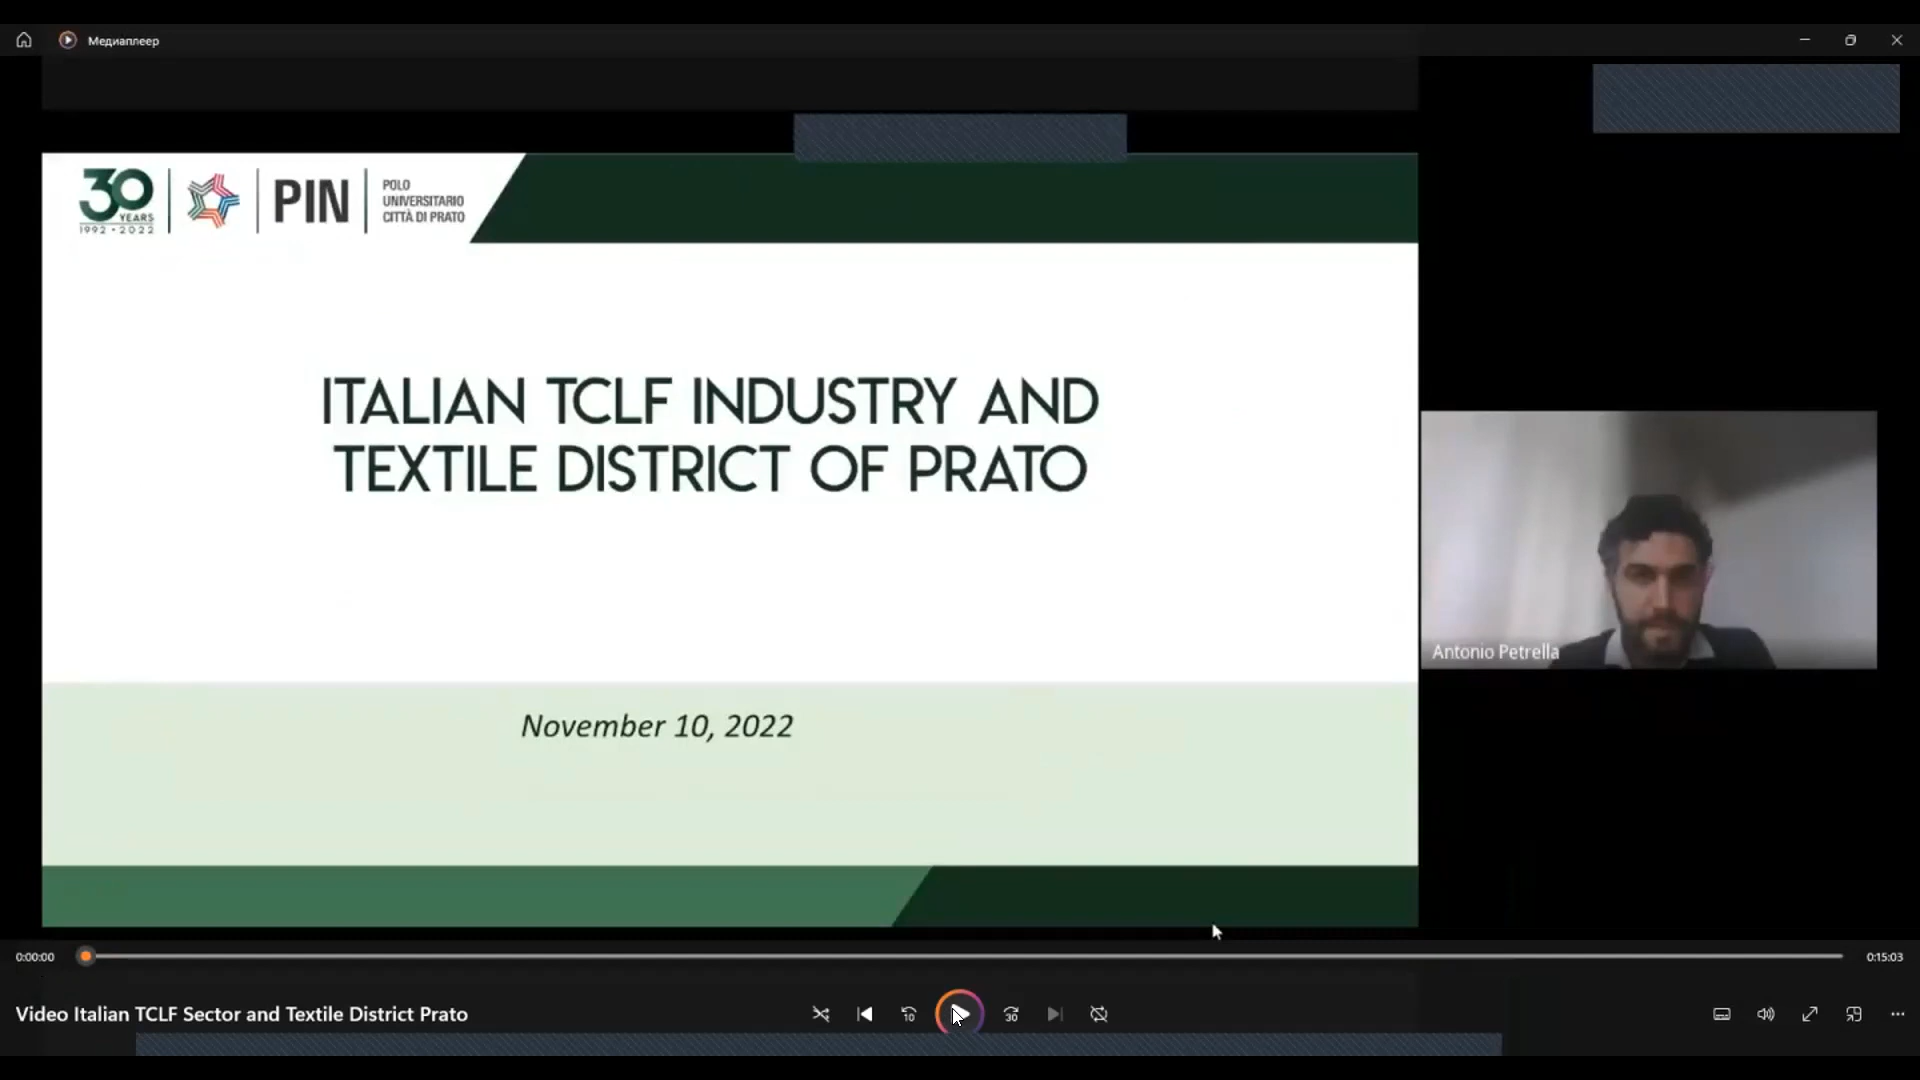 Медиаплеер
30
YEARS
1992 • 2022
PIN
POLO
UNIVERSITARIO
CITTÀ DI PRATO
ITALIAN TCLF INDUSTRY AND
TEXTILE DISTRICT OF PRATO
Antonio Petrella
November 10, 2022
0:00:00
0:15:03
Video Italian TCLF Sector and Textile District Prato
10
30